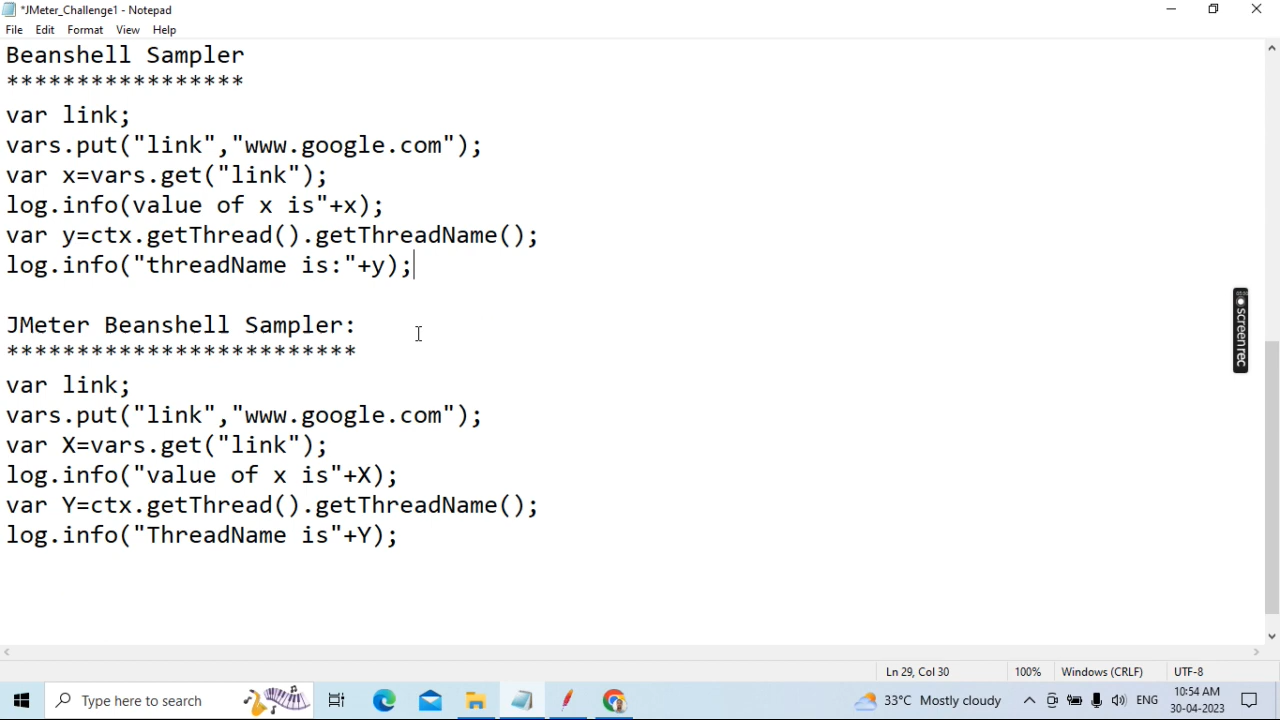 *JMeter_Challenge1 - Notepad
File Edit Format View Help
Beanshell Sampler
*****************
var link;
vars.put("link","www.google.com");
var x=vars.get("link");
log.info(value of x is"+x);
var y=ctx.getThread().getThreadName();
log.info("threadName is:"+y);
JMeter Beanshell Sampler:
*************************
var link;
vars.put("link","www.google.com");
var X=vars.get("link");
log.info("value of x is"+X);
var Y=ctx.getThread().getThreadName();
log.info("ThreadName is"+Y);
screenrec
Ln 29, Col 30 100% Windows (CRLF) UTF-8
Type here to search 33°C Mostly cloudy ENG 10:54 AM
30-04-2023